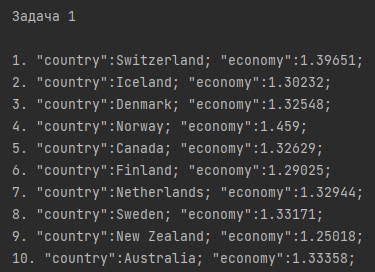 Задача 1
1. "country":Switzerland; "economy":1.39651;
2. "country":Iceland; "economy":1.30232;
3. "country":Denmark; "economy":1.32548;
4. "country":Norway; "economy":1.459;
5. "country":Canada; "economy":1.32629;
6. "country":Finland; "economy":1.29025;
7. "country":Netherlands; "economy":1.32944;
8. "country":Sweden; "economy":1.33171;
9. "country":New Zealand; "economy":1.25018;
10. "country":Australia; "economy":1.33358;